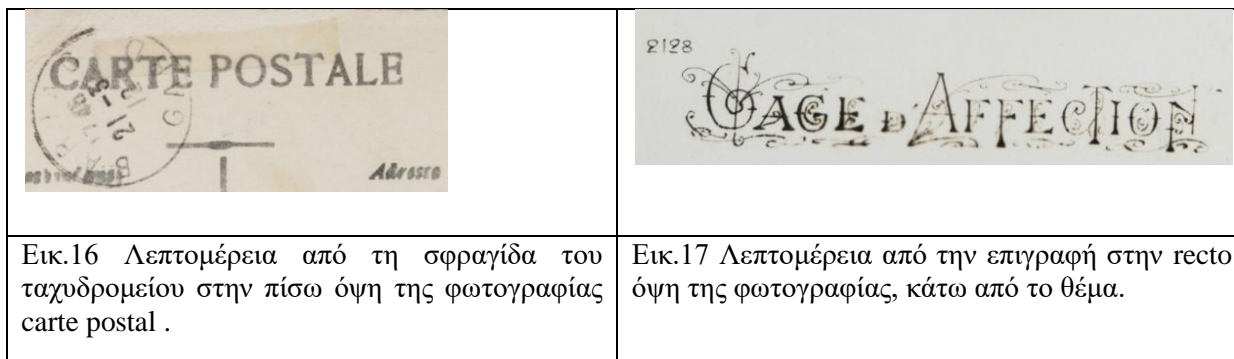 CARTE POSTALE
Adresse
2128
GAGE D'AFFECTION
Εικ.16 Λεπτομέρεια από τη σφραγίδα του
ταχυδρομείου στην πίσω όψη της φωτογραφίας
carte postal .
Εικ.17 Λεπτομέρεια από την επιγραφή στην recto
όψη της φωτογραφίας, κάτω από το θέμα.